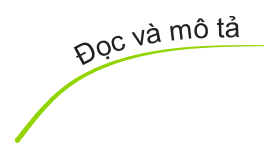 Đọc và mô tả